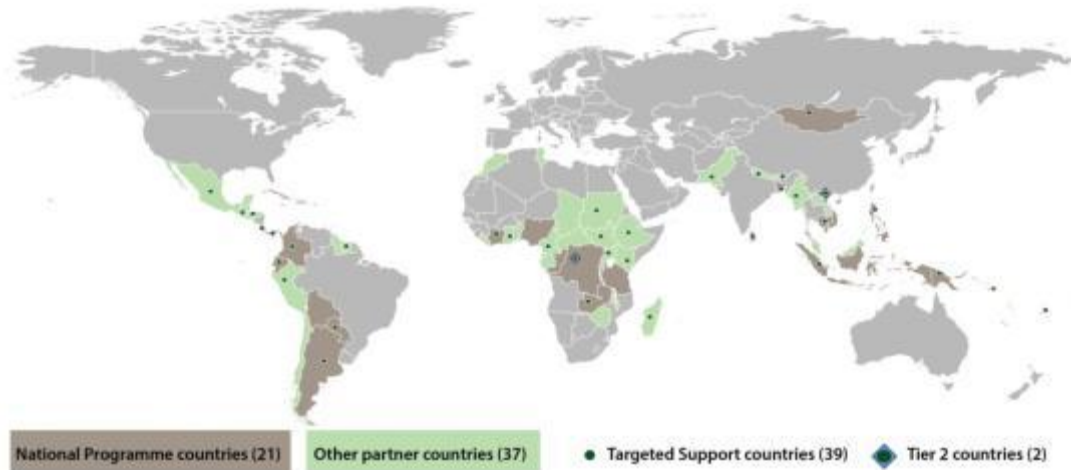 National Programme countries (21)
Other partner countries (37)
Targeted Support countries (39)
Tier 2 countries (2)